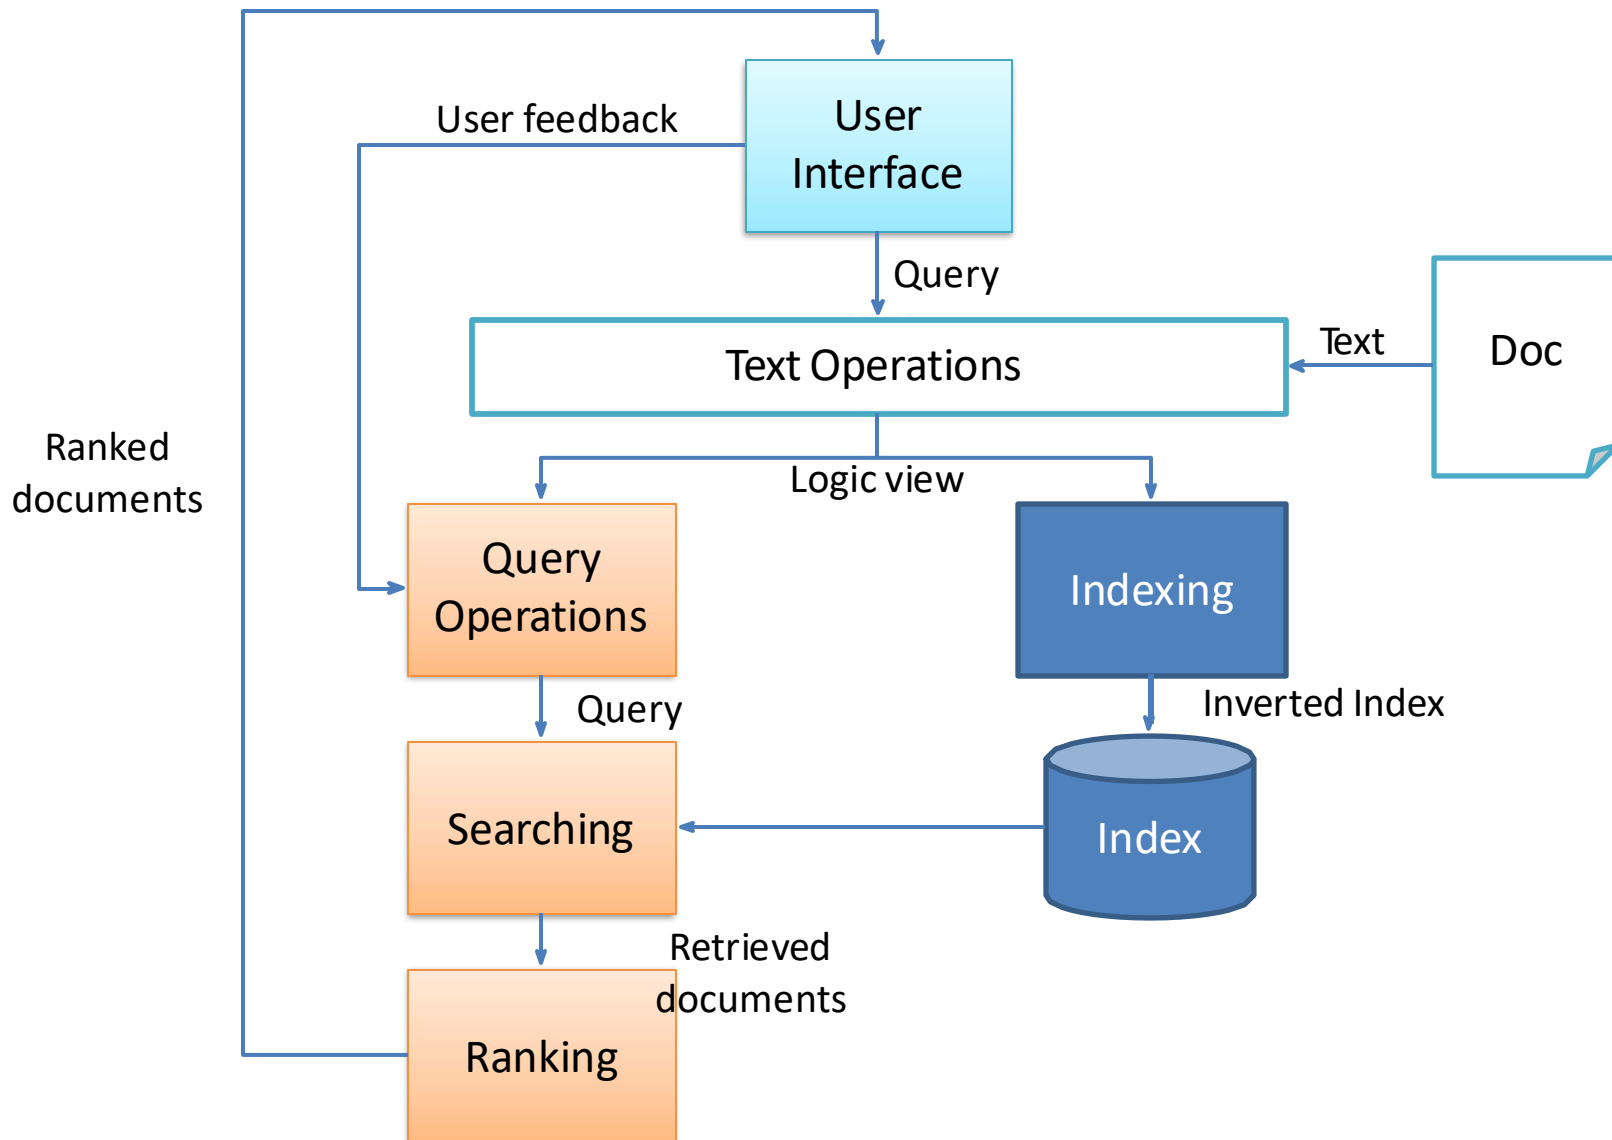 User feedback
User
Interface
Query
Text
Doc
Text Operations
Ranked
documents
Logic view
Query
Operations
Indexing
Query
Inverted Index
Searching
Index
Retrieved
documents
Ranking